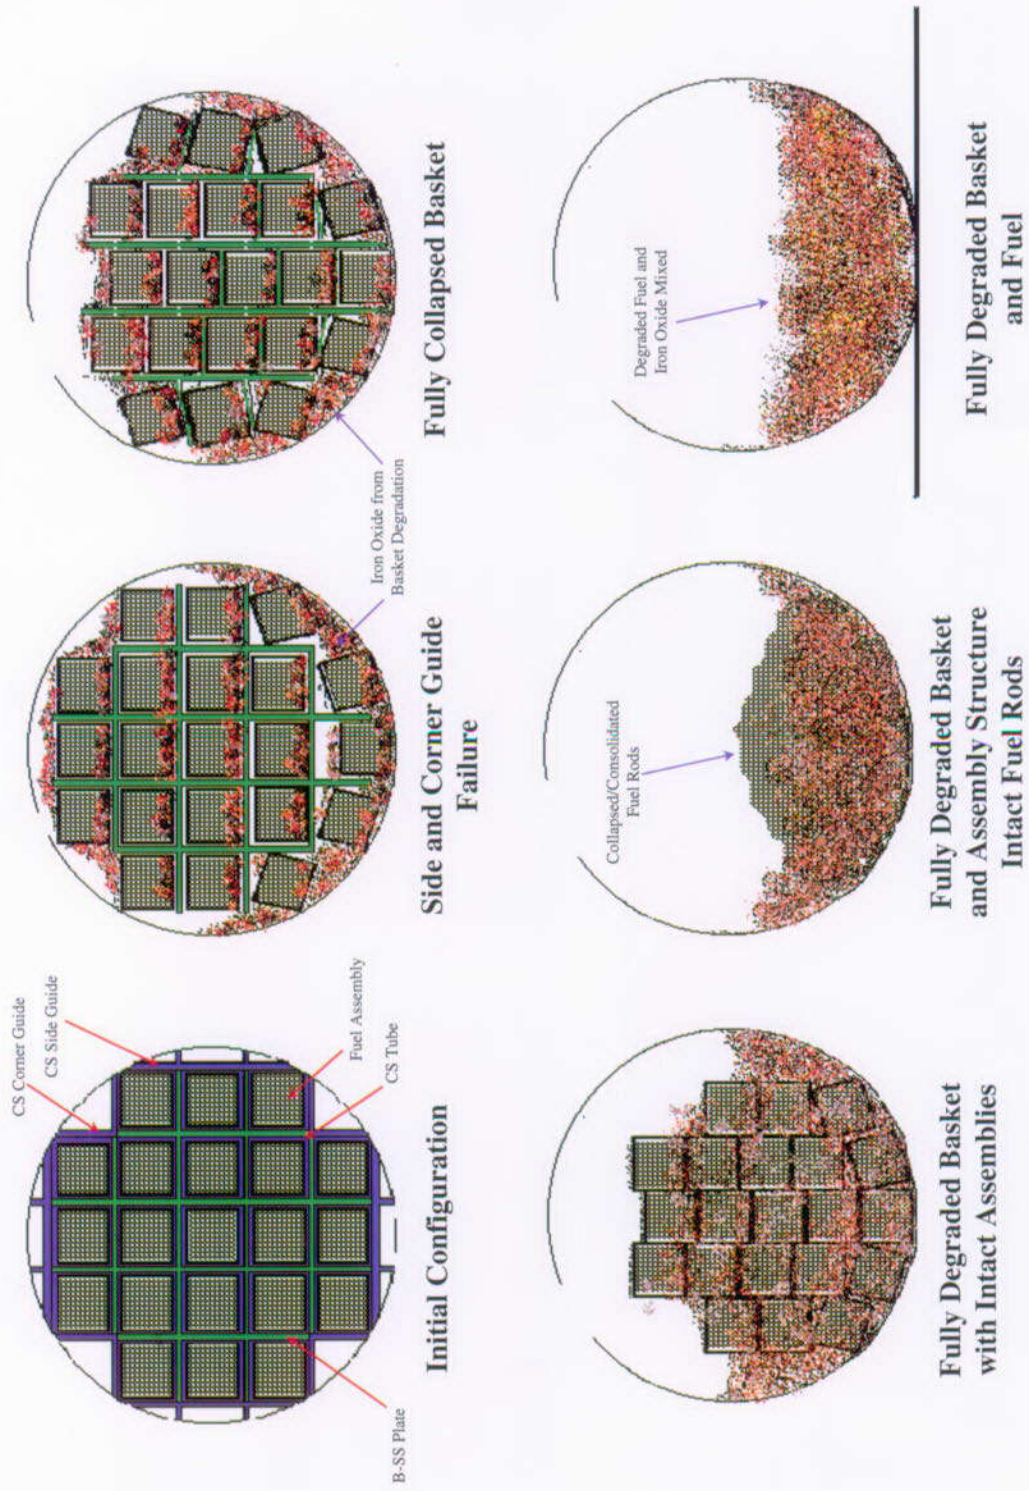 CS Corner Guide
CS Side Guide
Fuel Assembly
CS Tube
B-SS Plate
Initial Configuration
Side and Corner Guide
Failure
Iron Oxide from
Basket Degradation
Fully Collapsed Basket
Fully Degraded Basket
with Intact Assemblies
Collapsed/Consolidated
Fuel Rods
Fully Degraded Basket
and Assembly Structure
Intact Fuel Rods
Degraded Fuel and
Iron Oxide Mixed
Fully Degraded Basket
and Fuel